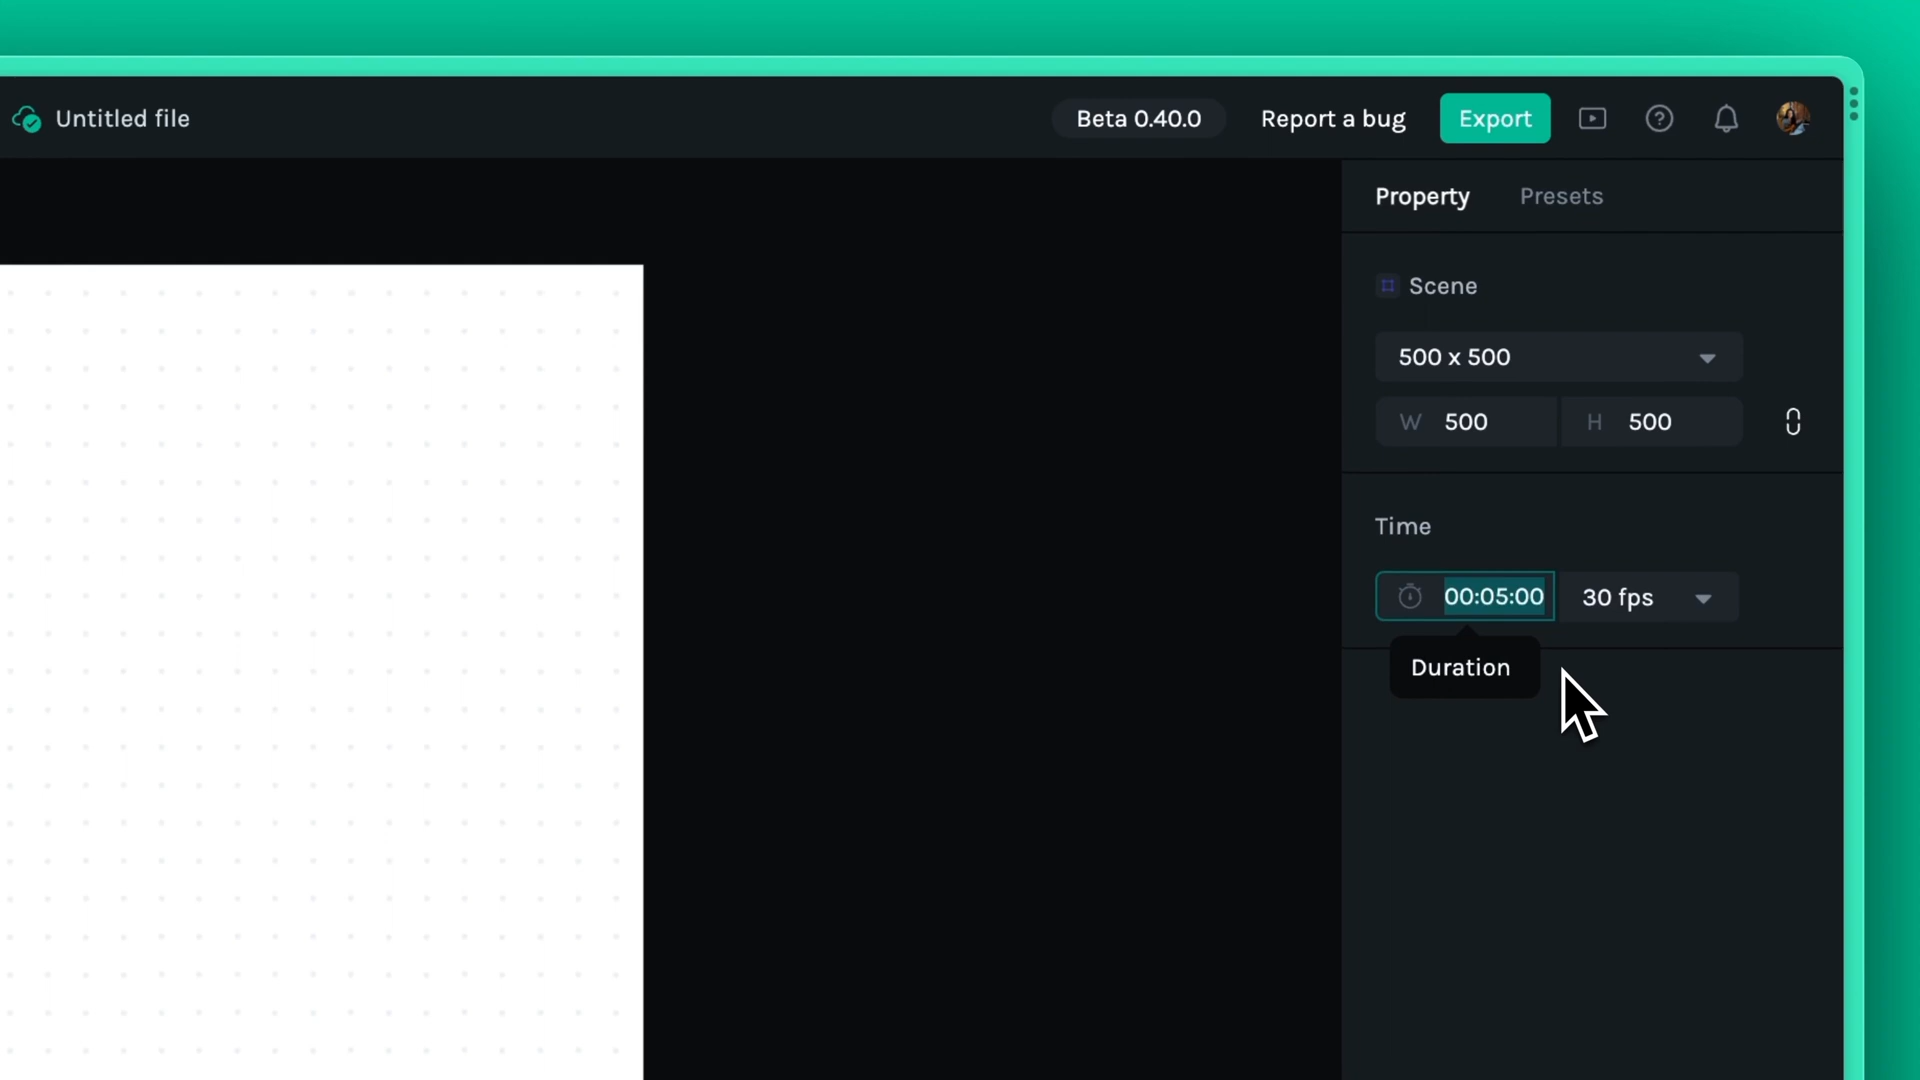 Untitled file
Beta 0.40.0
Report a bug
Export
Property
Presets
Scene
500 x 500
W 500
H 500
Time
00:05:00
30 fps
Duration